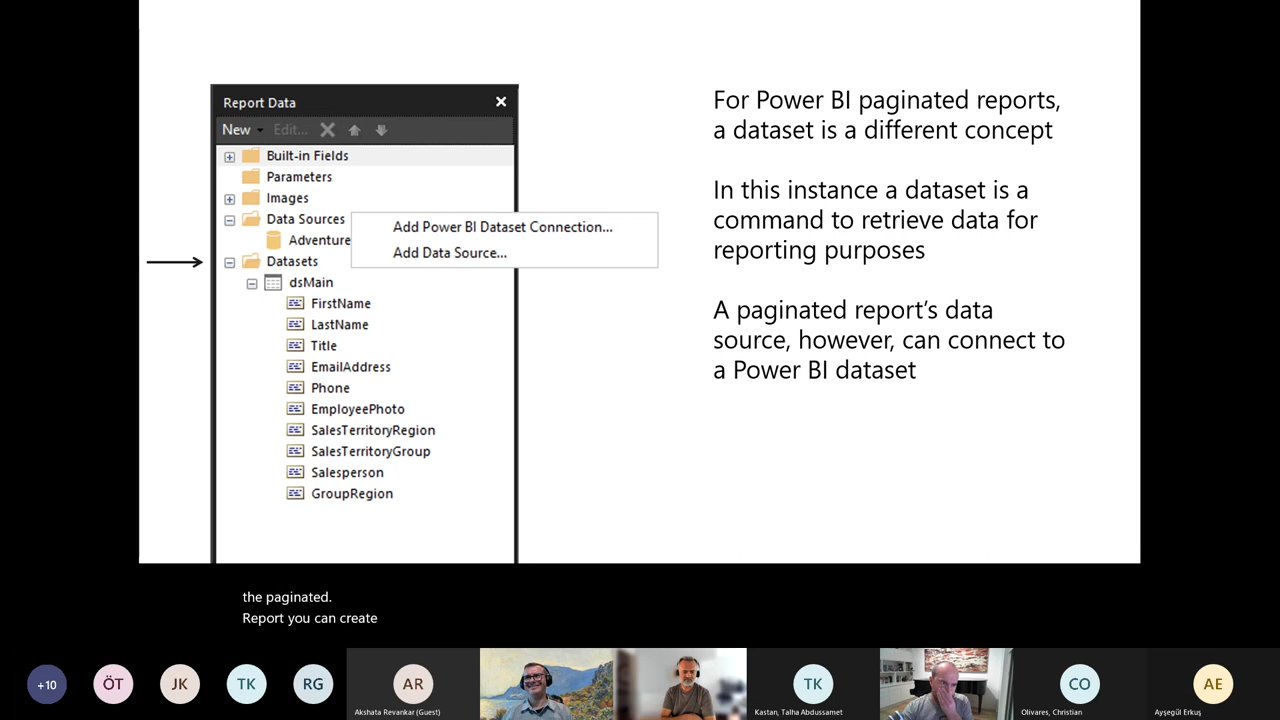 Report Data
New Edit...
Built-in Fields
Parameters
Images
Data Sources
Adventure
Datasets
dsMain
FirstName
LastName
Title
EmailAddress
Phone
EmployeePhoto
SalesTerritoryRegion
SalesTerritoryGroup
Salesperson
GroupRegion
Add Power BI Dataset Connection...
Add Data Source...
For Power BI paginated reports,
a dataset is a different concept
In this instance a dataset is a
command to retrieve data for
reporting purposes
A paginated report's data
source, however, can connect to
a Power BI dataset
the paginated.
Report you can create
+10
ÖT
JK
TK
RG
AR
Akshata Revankar (Guest)
TK
Kastan, Talha Abdussamet
CO
Olivares, Christian
AE
Ayşegül Erkuş